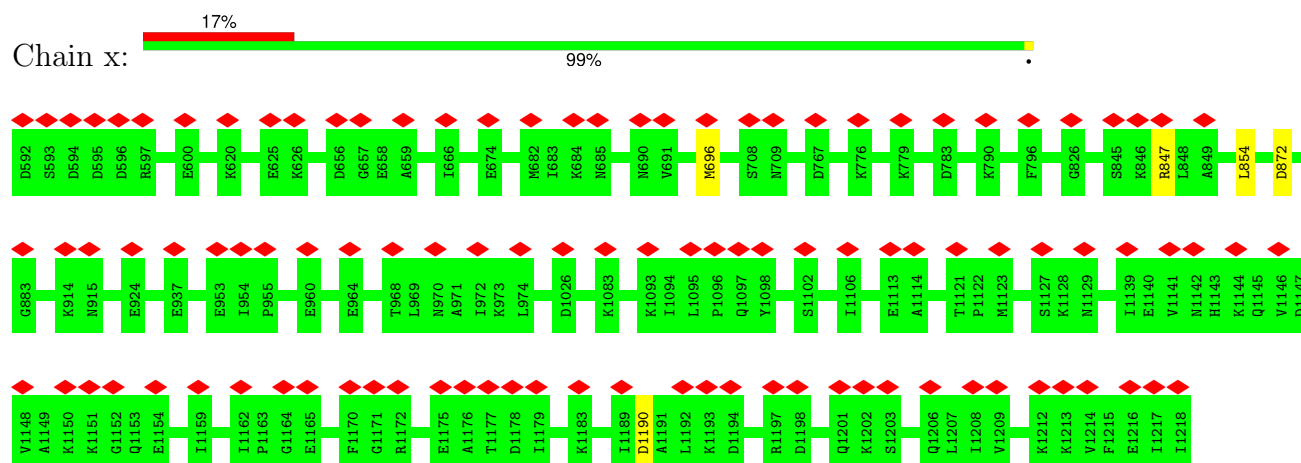 17%
Chain x:
99%
•
D592 S593 D594 D595 D596 R597 E600 K620 E625 K626 D656 G657 E658 A659 I666 E674 M682 I683 K684 N685 N690 V691 M696 S708 N709 D767 K776 K779 D783 K790 F796 G826 S845 K846 R847 L848 A849 L854 D872
G883 K914 N915 E924 E937 E953 I954 P955 E960 E964 T968 L969 N970 A971 I972 K973 L974 D1026 K1083 K1093 I1094 L1095 P1096 Q1097 Y1098 S1102 I1106 E1113 A1114 T1121 P1122 M1123 S1127 K1128 N1129 I1139 E1140 V1141 N1142 H1143 K1144 Q1145 V1146 D1147
V1148 A1149 K1150 K1151 G1152 Q1153 E1154 I1159 I1162 P1163 G1164 E1165 F1170 G1171 R1172 E1175 A1176 T1177 D1178 I1179 K1183 I1189 D1190 A1191 L1192 K1193 D1194 R1197 D1198 Q1201 K1202 S1203 Q1206 L1207 I1208 V1209 K1212 K1213 V1214 F1215 E1216 I1217 I1218